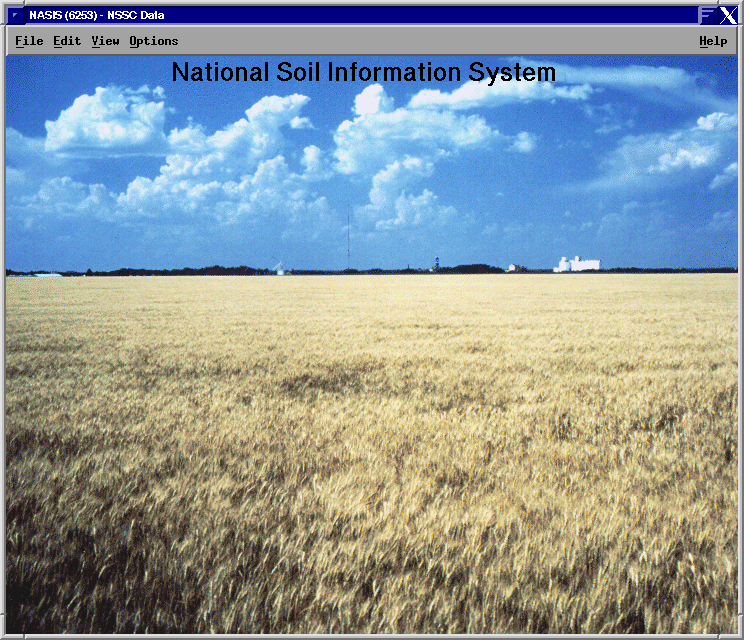 NASIS (6253) - NSSC Data
File Edit View Options Help
National Soil Information System